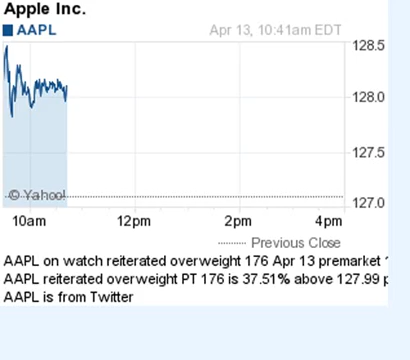 Apple Inc.
AAPL Apr 13, 10:41am EDT
128.5
128.0
127.5
127.0
© Yahoo!
10am 12pm 2pm 4pm
Previous Close
AAPL on watch reiterated overweight 176 Apr 13 premarket
AAPL reiterated overweight PT 176 is 37.51% above 127.99
AAPL is from Twitter